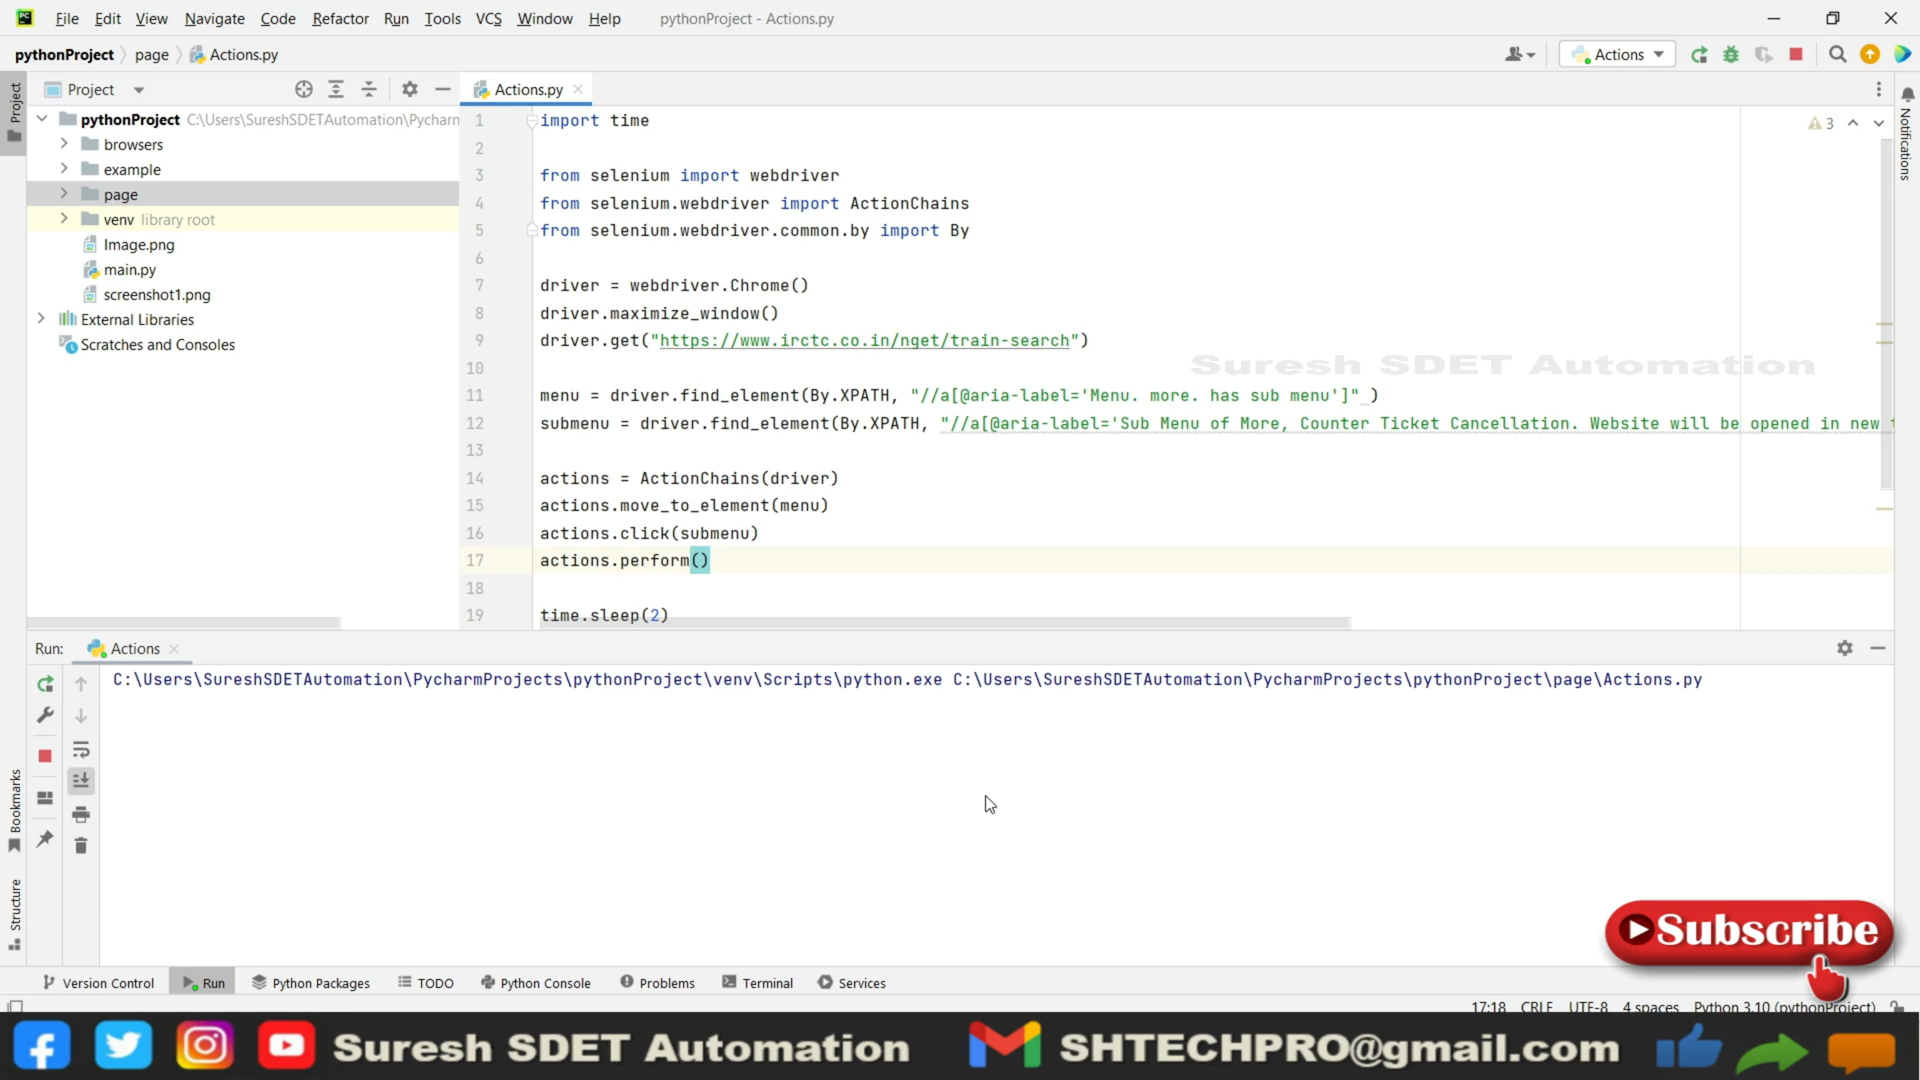 PC File Edit View Navigate Code Refactor Run Tools VCS Window Help pythonProject - Actions.py
pythonProject page Actions.py
Actions
Project
Project
Actions.py
Notifications
pythonProject C:\Users\SureshSDETAutomation\Pycharm
browsers
example
page
venv library root
Image.png
main.py
screenshot1.png
External Libraries
Scratches and Consoles
3
1 import time
2
3 from selenium import webdriver
4 from selenium.webdriver import ActionChains
5 from selenium.webdriver.common.by import By
6
7 driver = webdriver.Chrome()
8 driver.maximize_window()
9 driver.get("https://www.irctc.co.in/nget/train-search")
10
Suresh SDET Automation
11 menu = driver.find_element(By.XPATH, "//a[@aria-label='Menu. more. has sub menu']" )
12 submenu = driver.find_element(By.XPATH, "//a[@aria-label='Sub Menu of More, Counter Ticket Cancellation. Website will be opened in new
13
14 actions = ActionChains(driver)
15 actions.move_to_element(menu)
16 actions.click(submenu)
17 actions.perform()
18
19 time.sleep(2)
Run: Actions
C:\Users\SureshSDETAutomation\PycharmProjects\pythonProject\venv\Scripts\python.exe C:\Users\SureshSDETAutomation\PycharmProjects\pythonProject\page\Actions.py
Bookmarks
Structure
Subscribe
Version Control Run Python Packages TODO Python Console Problems Terminal Services
17:18 CRLF UTF-8 4 spaces Python 3.10 (pythonProject)
Suresh SDET Automation SHTECHPRO@gmail.com